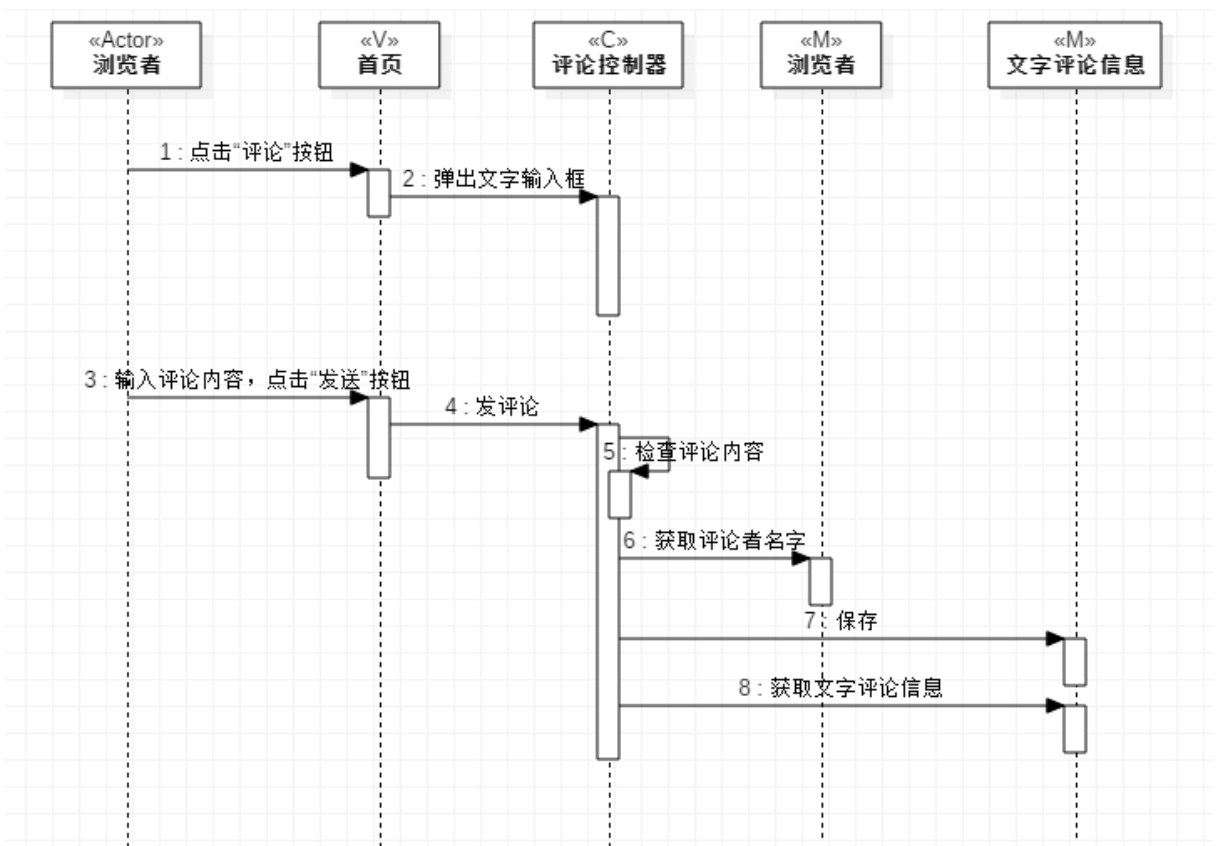 «Actor»
浏览者
«V»
首页
«C»
评论控制器
«M»
浏览者
«M»
文字评论信息
1 : 点击“评论”按钮
2 : 弹出文字输入框
3 : 输入评论内容，点击“发送”按钮
4 : 发评论
5 : 检查评论内容
6 : 获取评论者名字
7 : 保存
8 : 获取文字评论信息